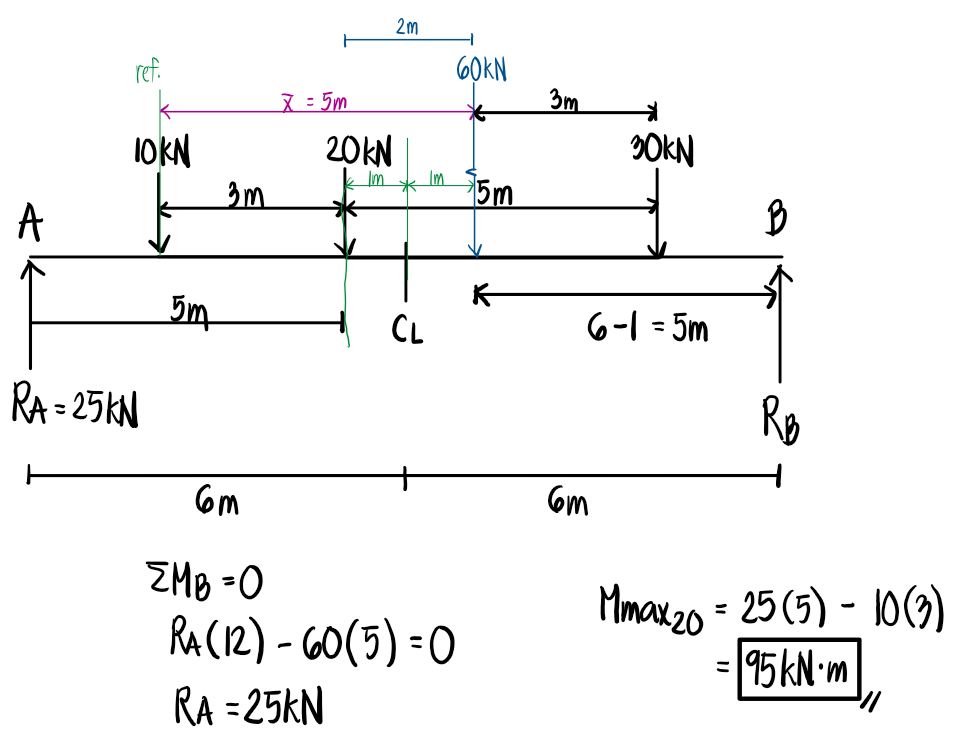 2m
ref.
60kN
x̄ = 5m
3m
10kN
20kN
30kN
1m
1m
3m
5m
A
B
5m
CL
6-1 = 5m
RA = 25kN
RB
6m
6m
ΣMB = 0
RA(12) - 60(5) = 0
RA = 25kN
Mmax20 = 25(5) - 10(3)
= 95kN·m